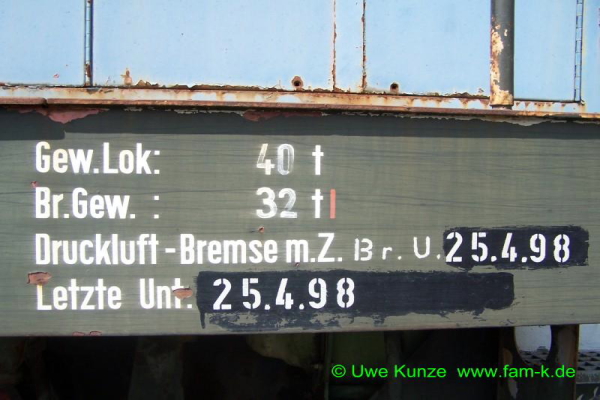 Gew.Lok: 40 t
Br.Gew. : 32 t
Druckluft-Bremse m.Z. Br. U. 25.4.98
Letzte Unt. 25.4.98
© Uwe Kunze www.fam-k.de